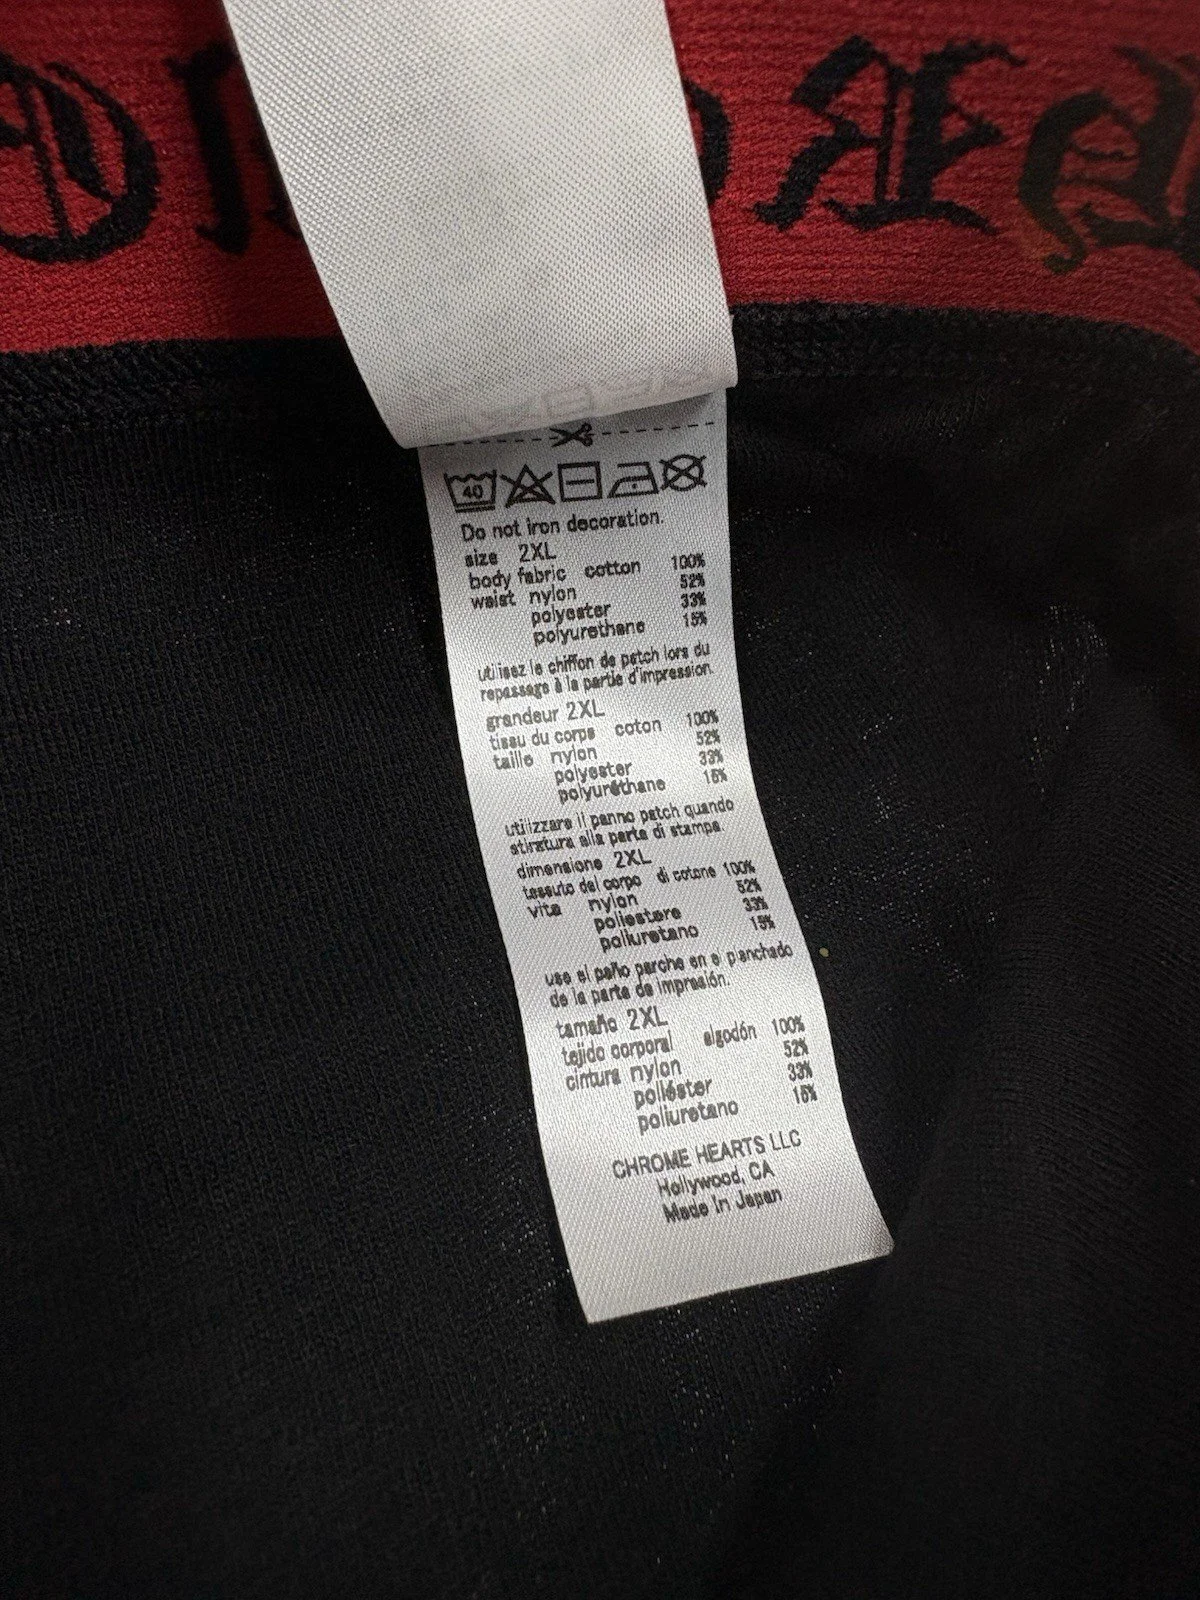 40
Do not iron decoration.
size 2XL
body fabric cotton 100%
waist nylon 52%
polyester 33%
polyurethane 15%
utilisez le chiffon de patch lors du
repassage à la partie d'impression.
grandeur 2XL
tissu du corps coton 100%
taille nylon 52%
polyester 33%
polyuréthane 15%
utilizzare il panno patch quando
stiratura alla parte di stampa.
dimensione 2XL
tessuto del corpo di cotone 100%
vita nylon 52%
poliestere 33%
poliuretano 15%
use el paño parche en el planchado
de la parte de impresión.
tamaño 2XL
tejido corporal algodón 100%
cintura nylon 52%
poliéster 33%
poliuretano 15%
CHROME HEARTS LLC
Hollywood, CA
Made In Japan